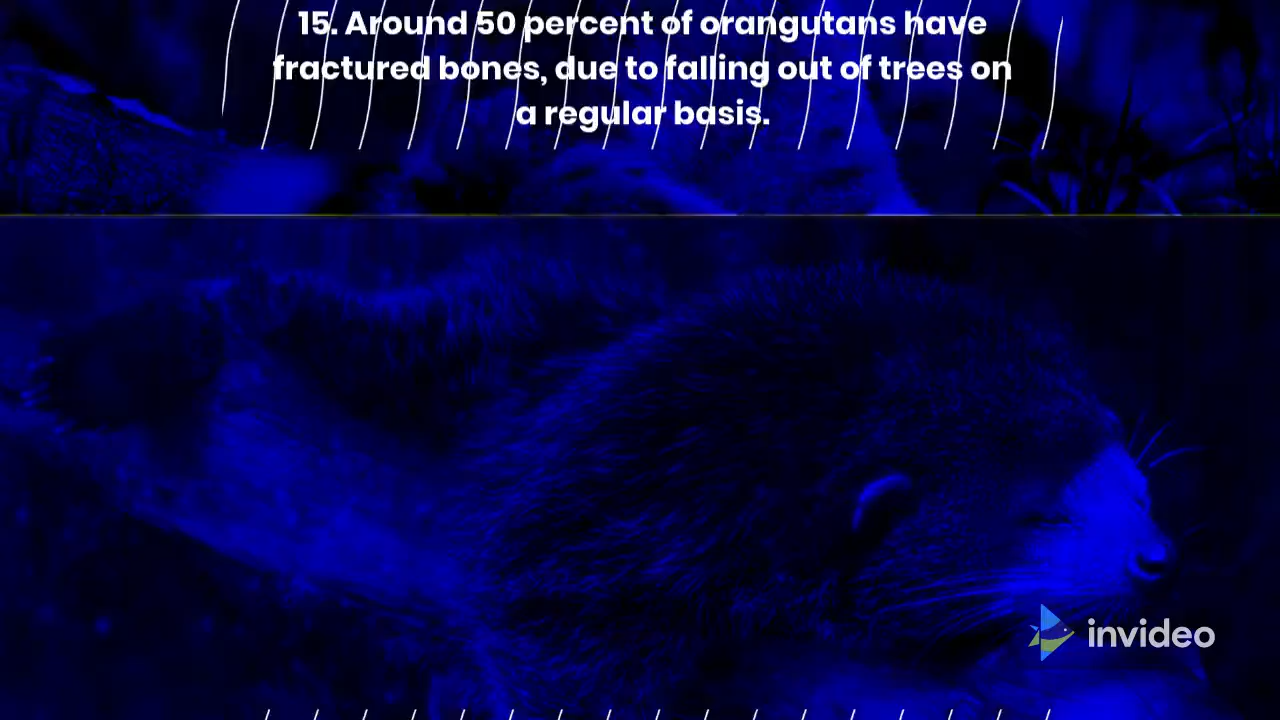 15. Around 50 percent of orangutans have
fractured bones, due to falling out of trees on
a regular basis.
invideo